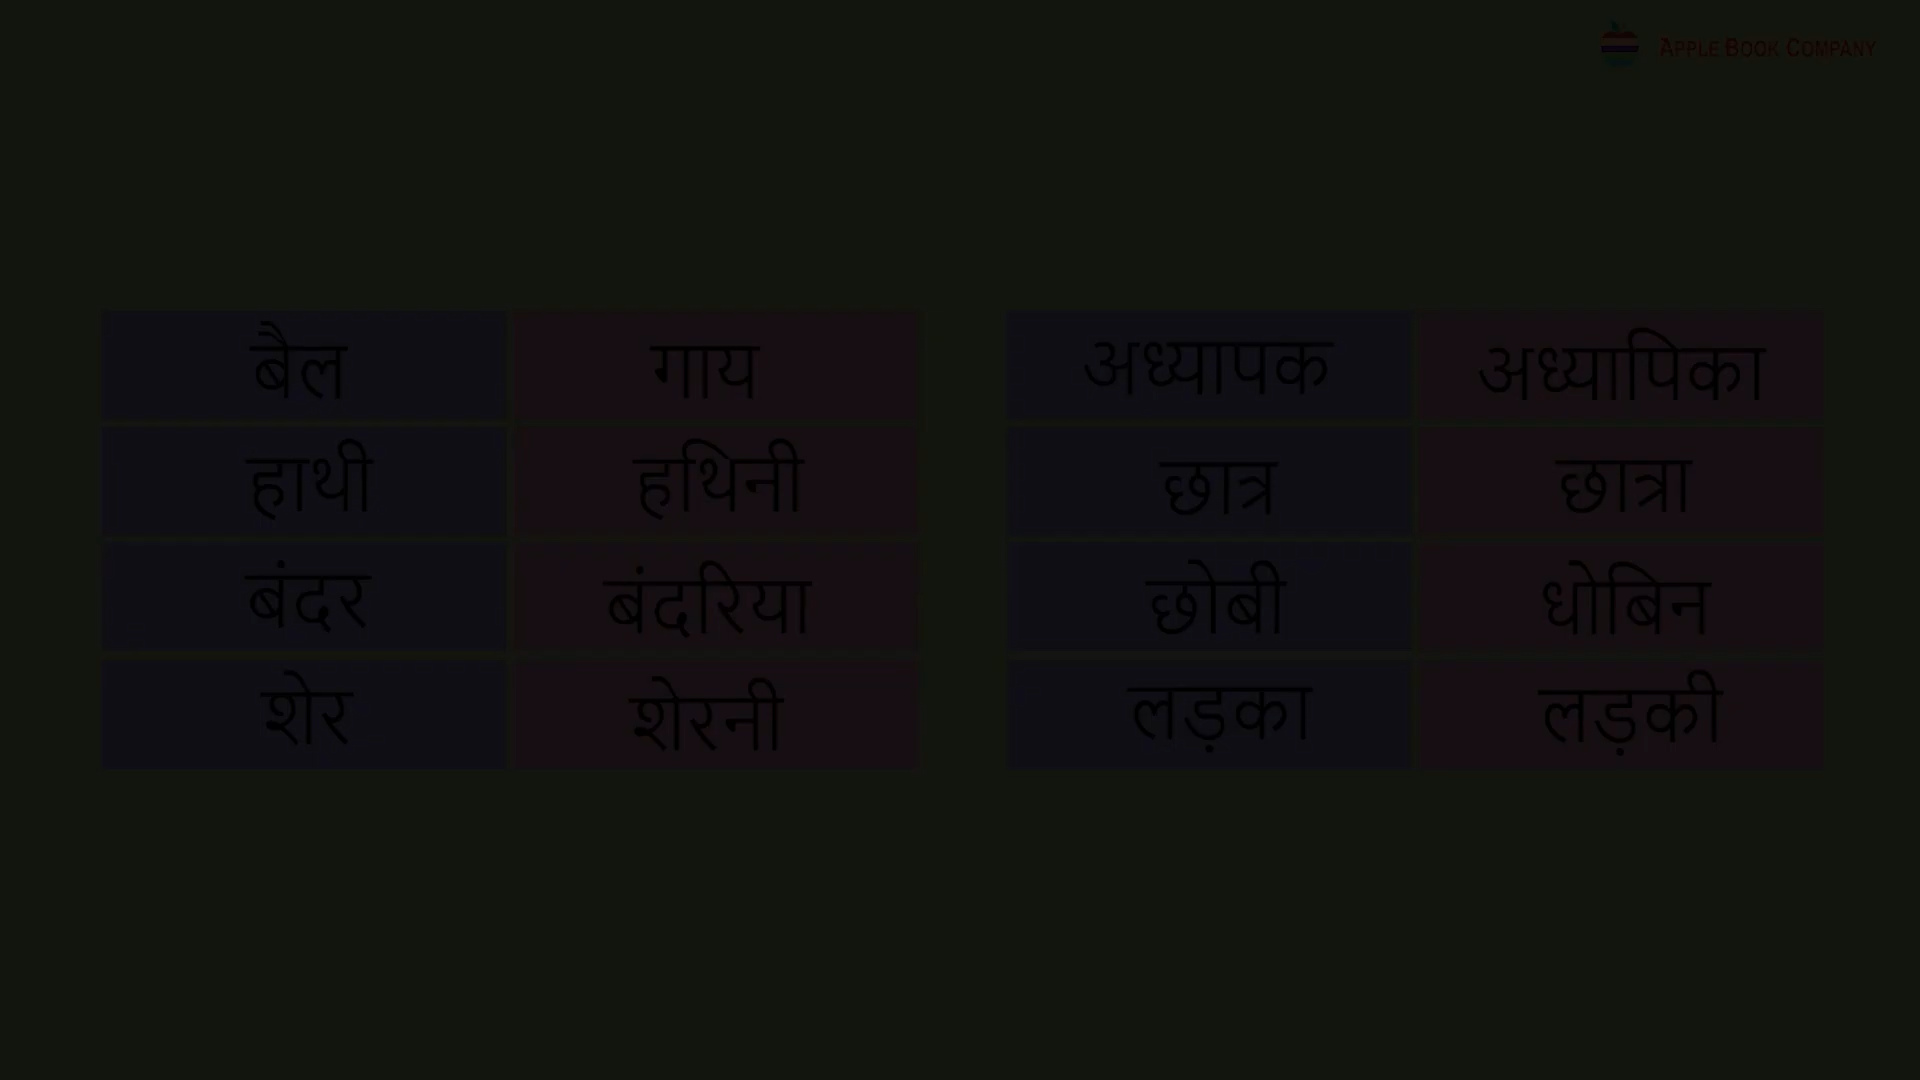 APPLE BOOK COMPANY
बैल गाय
हाथी हथिनी
बंदर बंदरिया
शेर शेरनी
अध्यापक अध्यापिका
छात्र छात्रा
छोबी धोबिन
लड़का लड़की